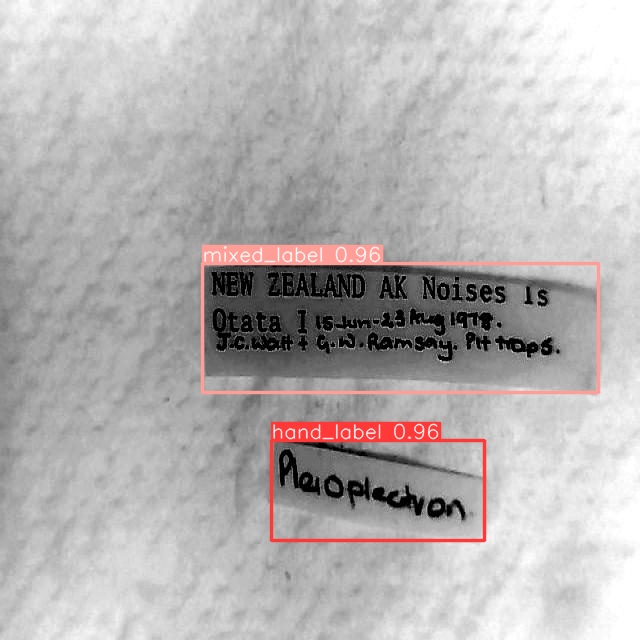 mixed_label 0.96
NEW ZEALAND AK Noises Is
Otata I 15 Jun-23 Aug 1978.
J.C. Watt + G.W. Ramsay. Pit traps.
hand_label 0.96
Pleioplectron